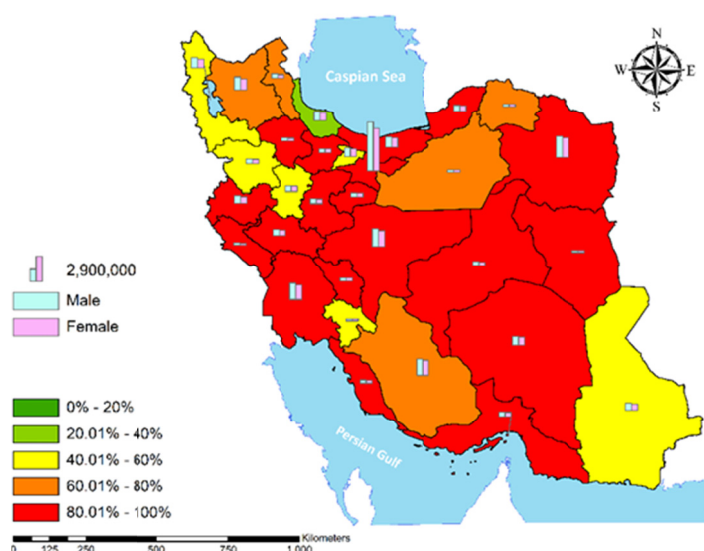 Caspian Sea
N
W
E
S
2,900,000
Male
Female
Persian Gulf
0% - 20%
20.01% - 40%
40.01% - 60%
60.01% - 80%
80.01% - 100%
Kilometers
0 125 250 500 750 1,000